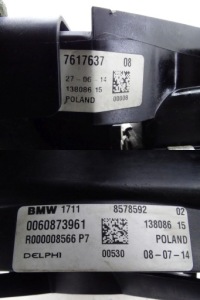 7617637 08
27-06-14
138086 15
POLAND 00536
BMW 1711 8578592 02
0060873961 138086 15
R000008566 P7 POLAND
DELPHI 00530 08-07-14